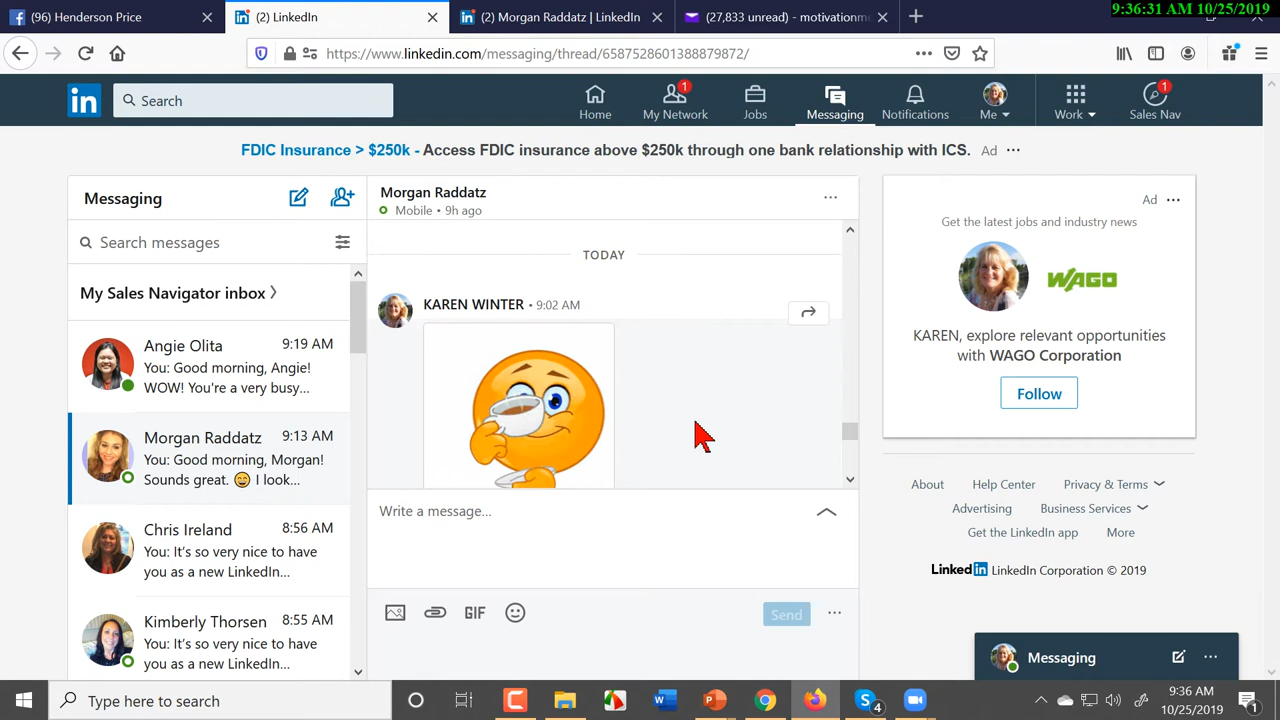 9:36:31 AM 10/25/2019
(96) Henderson Price
(2) LinkedIn
(2) Morgan Raddatz | LinkedIn
(27,833 unread) - motivationm
https://www.linkedin.com/messaging/thread/6587528601388879872/
in
Search
Home
1
My Network
Jobs
Messaging
Notifications
Me
Work
1
Sales Nav
FDIC Insurance > $250k - Access FDIC insurance above $250k through one bank relationship with ICS.
Ad
Messaging
Search messages
My Sales Navigator inbox
Angie Olita 9:19 AM
You: Good morning, Angie!
WOW! You're a very busy...
Morgan Raddatz 9:13 AM
You: Good morning, Morgan!
Sounds great. 😄 I look...
Chris Ireland 8:56 AM
You: It's so very nice to have
you as a new LinkedIn...
Kimberly Thorsen 8:55 AM
You: It's so very nice to have
you as a new LinkedIn...
Morgan Raddatz
Mobile • 9h ago
TODAY
KAREN WINTER • 9:02 AM
Write a message...
GIF
Send
Ad
Get the latest jobs and industry news
WAGO
KAREN, explore relevant opportunities
with WAGO Corporation
Follow
About
Help Center
Privacy & Terms
Advertising
Business Services
Get the LinkedIn app
More
LinkedIn LinkedIn Corporation © 2019
Messaging
Type here to search
4
9:36 AM
10/25/2019
1